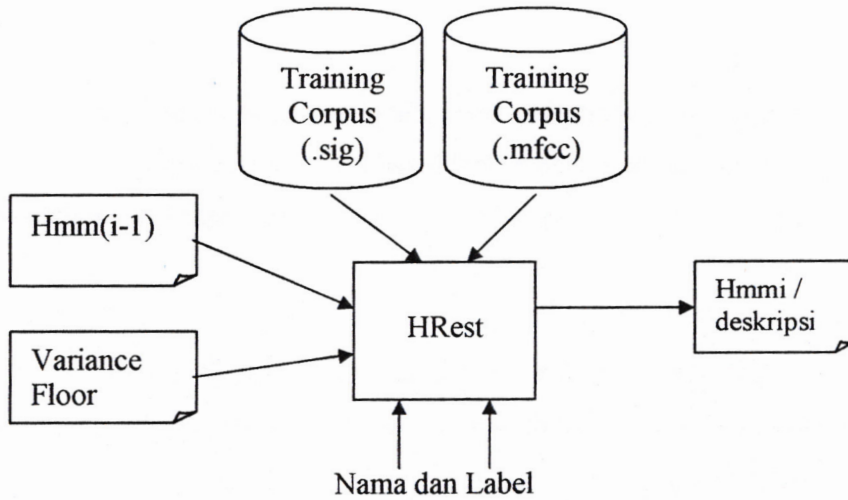 Training
Corpus
(.sig)
Training
Corpus
(.mfcc)
Hmm(i-1)
Variance
Floor
HRest
Hmmi /
deskripsi
Nama dan Label